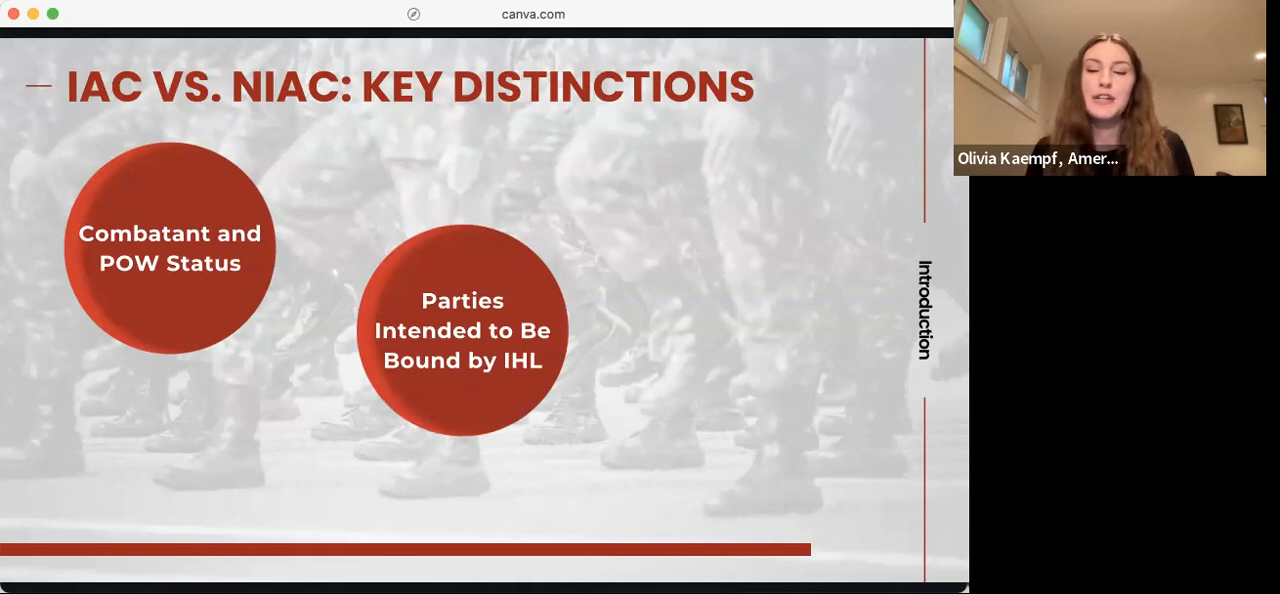 canva.com
IAC VS. NIAC: KEY DISTINCTIONS
Combatant and
POW Status
Parties
Intended to Be
Bound by IHL
Introduction
Olivia Kaempf, Amer...